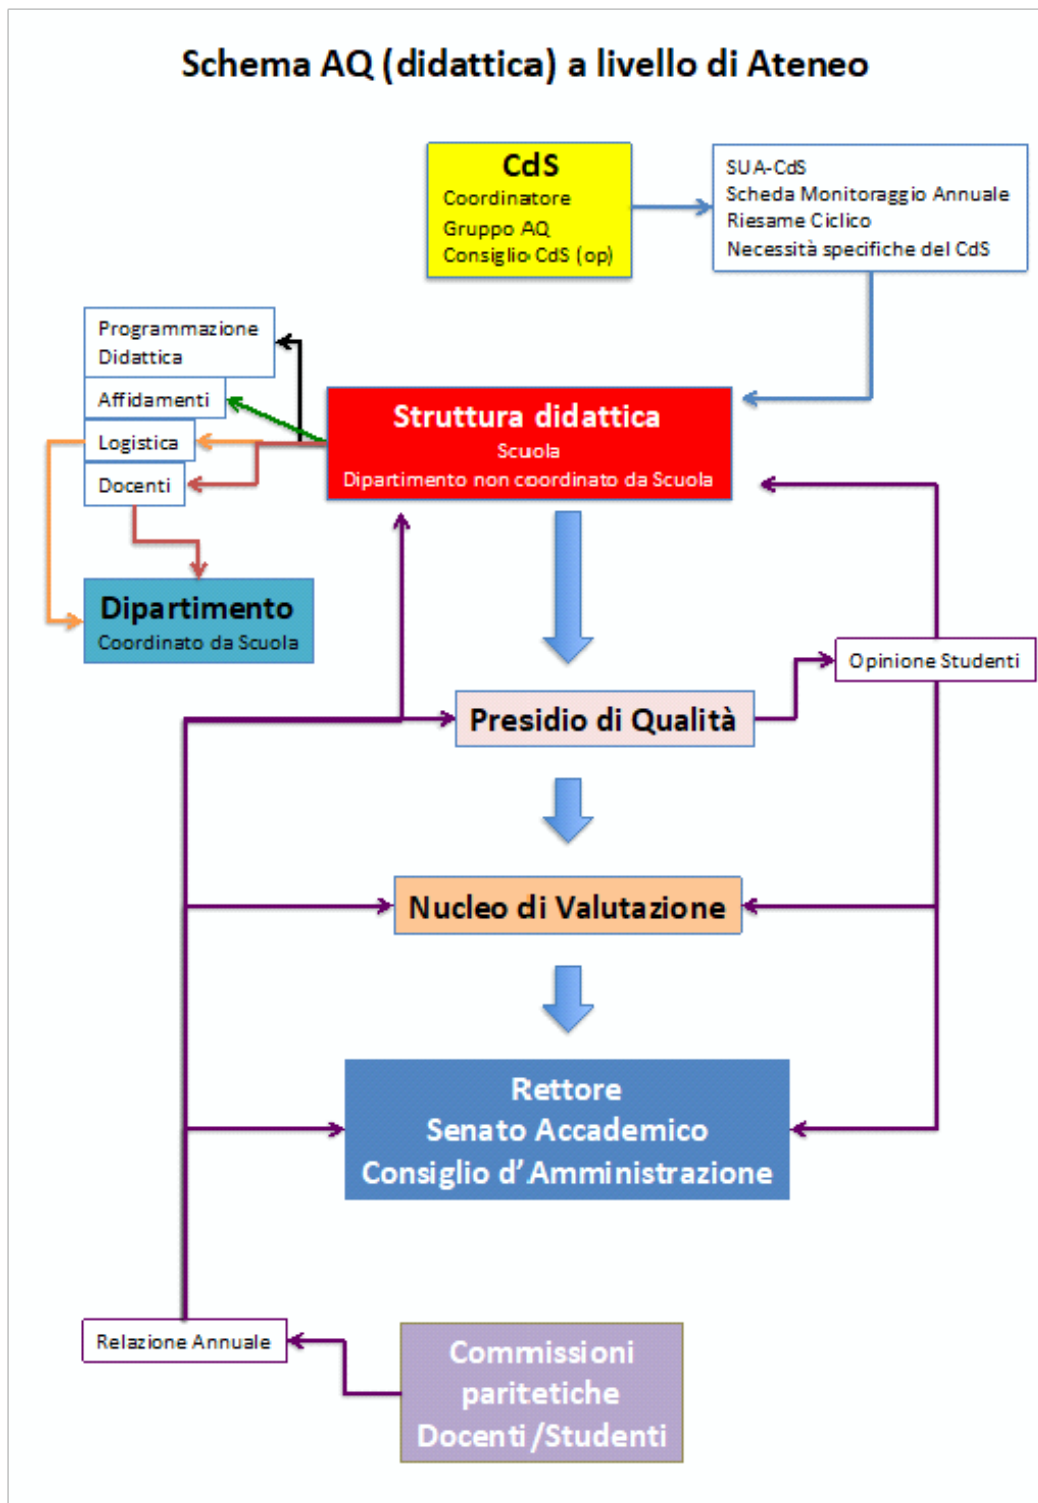 Schema AQ (didattica) a livello di Ateneo
CdS
Coordinatore
Gruppo AQ
Consiglio CdS (op)
SUA-CdS
Scheda Monitoraggio Annuale
Riesame Ciclico
Necessità specifiche del CdS
Programmazione
Didattica
Affidamenti
Logistica
Docenti
Struttura didattica
Scuola
Dipartimento non coordinato da Scuola
Dipartimento
Coordinato da Scuola
Opinione Studenti
Presidio di Qualità
Nucleo di Valutazione
Rettore
Senato Accademico
Consiglio d'Amministrazione
Relazione Annuale
Commissioni
paritetiche
Docenti/Studenti